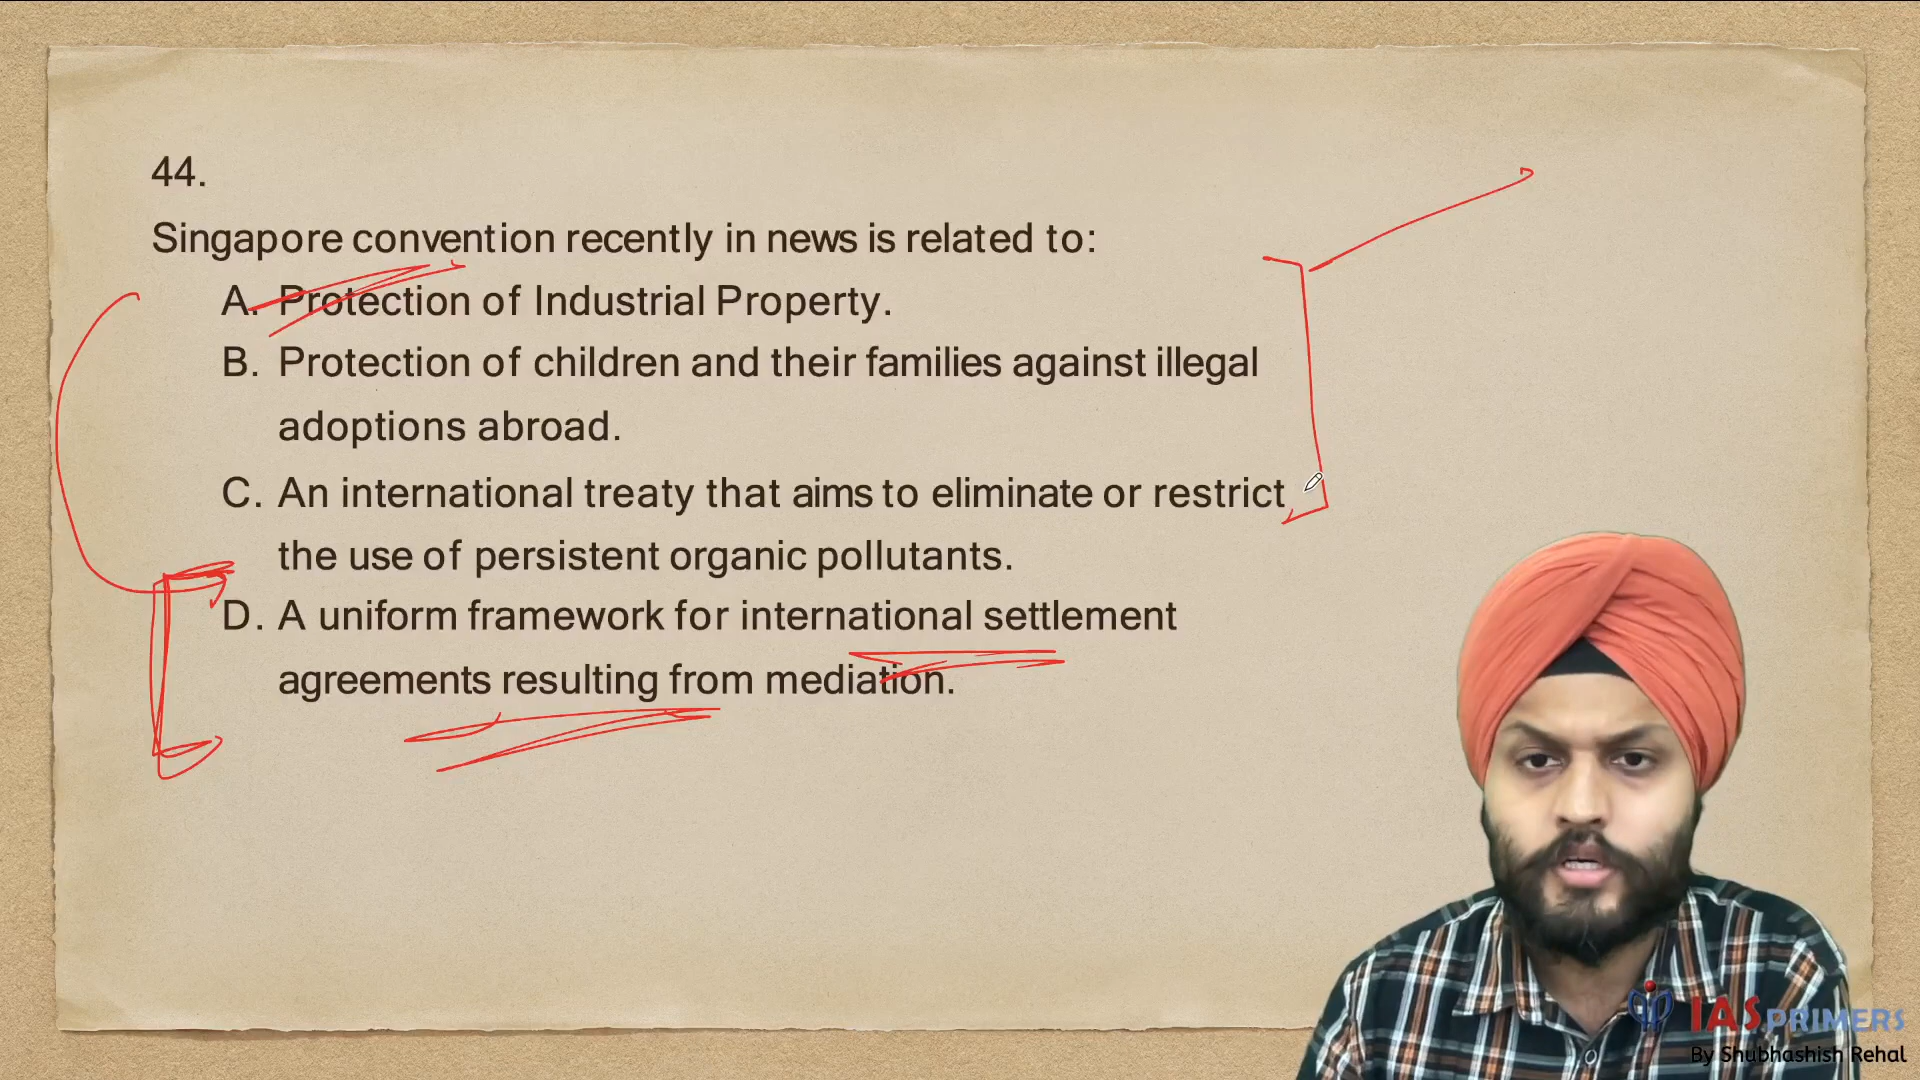 44.
Singapore convention recently in news is related to:
A. Protection of Industrial Property.
B. Protection of children and their families against illegal
adoptions abroad.
C. An international treaty that aims to eliminate or restrict
the use of persistent organic pollutants.
D. A uniform framework for international settlement
agreements resulting from mediation.
IASPRIMERS
By Shubhashish Rehal